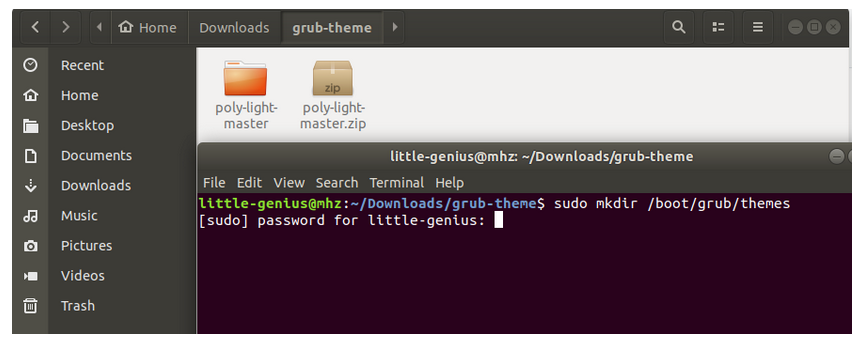 Home Downloads grub-theme
Recent
Home
Desktop
Documents
Downloads
Music
Pictures
Videos
Trash
zip
poly-light-
master
poly-light-
master.zip
little-genius@mhz: ~/Downloads/grub-theme
File Edit View Search Terminal Help
little-genius@mhz:~/Downloads/grub-theme$ sudo mkdir /boot/grub/themes
[sudo] password for little-genius: